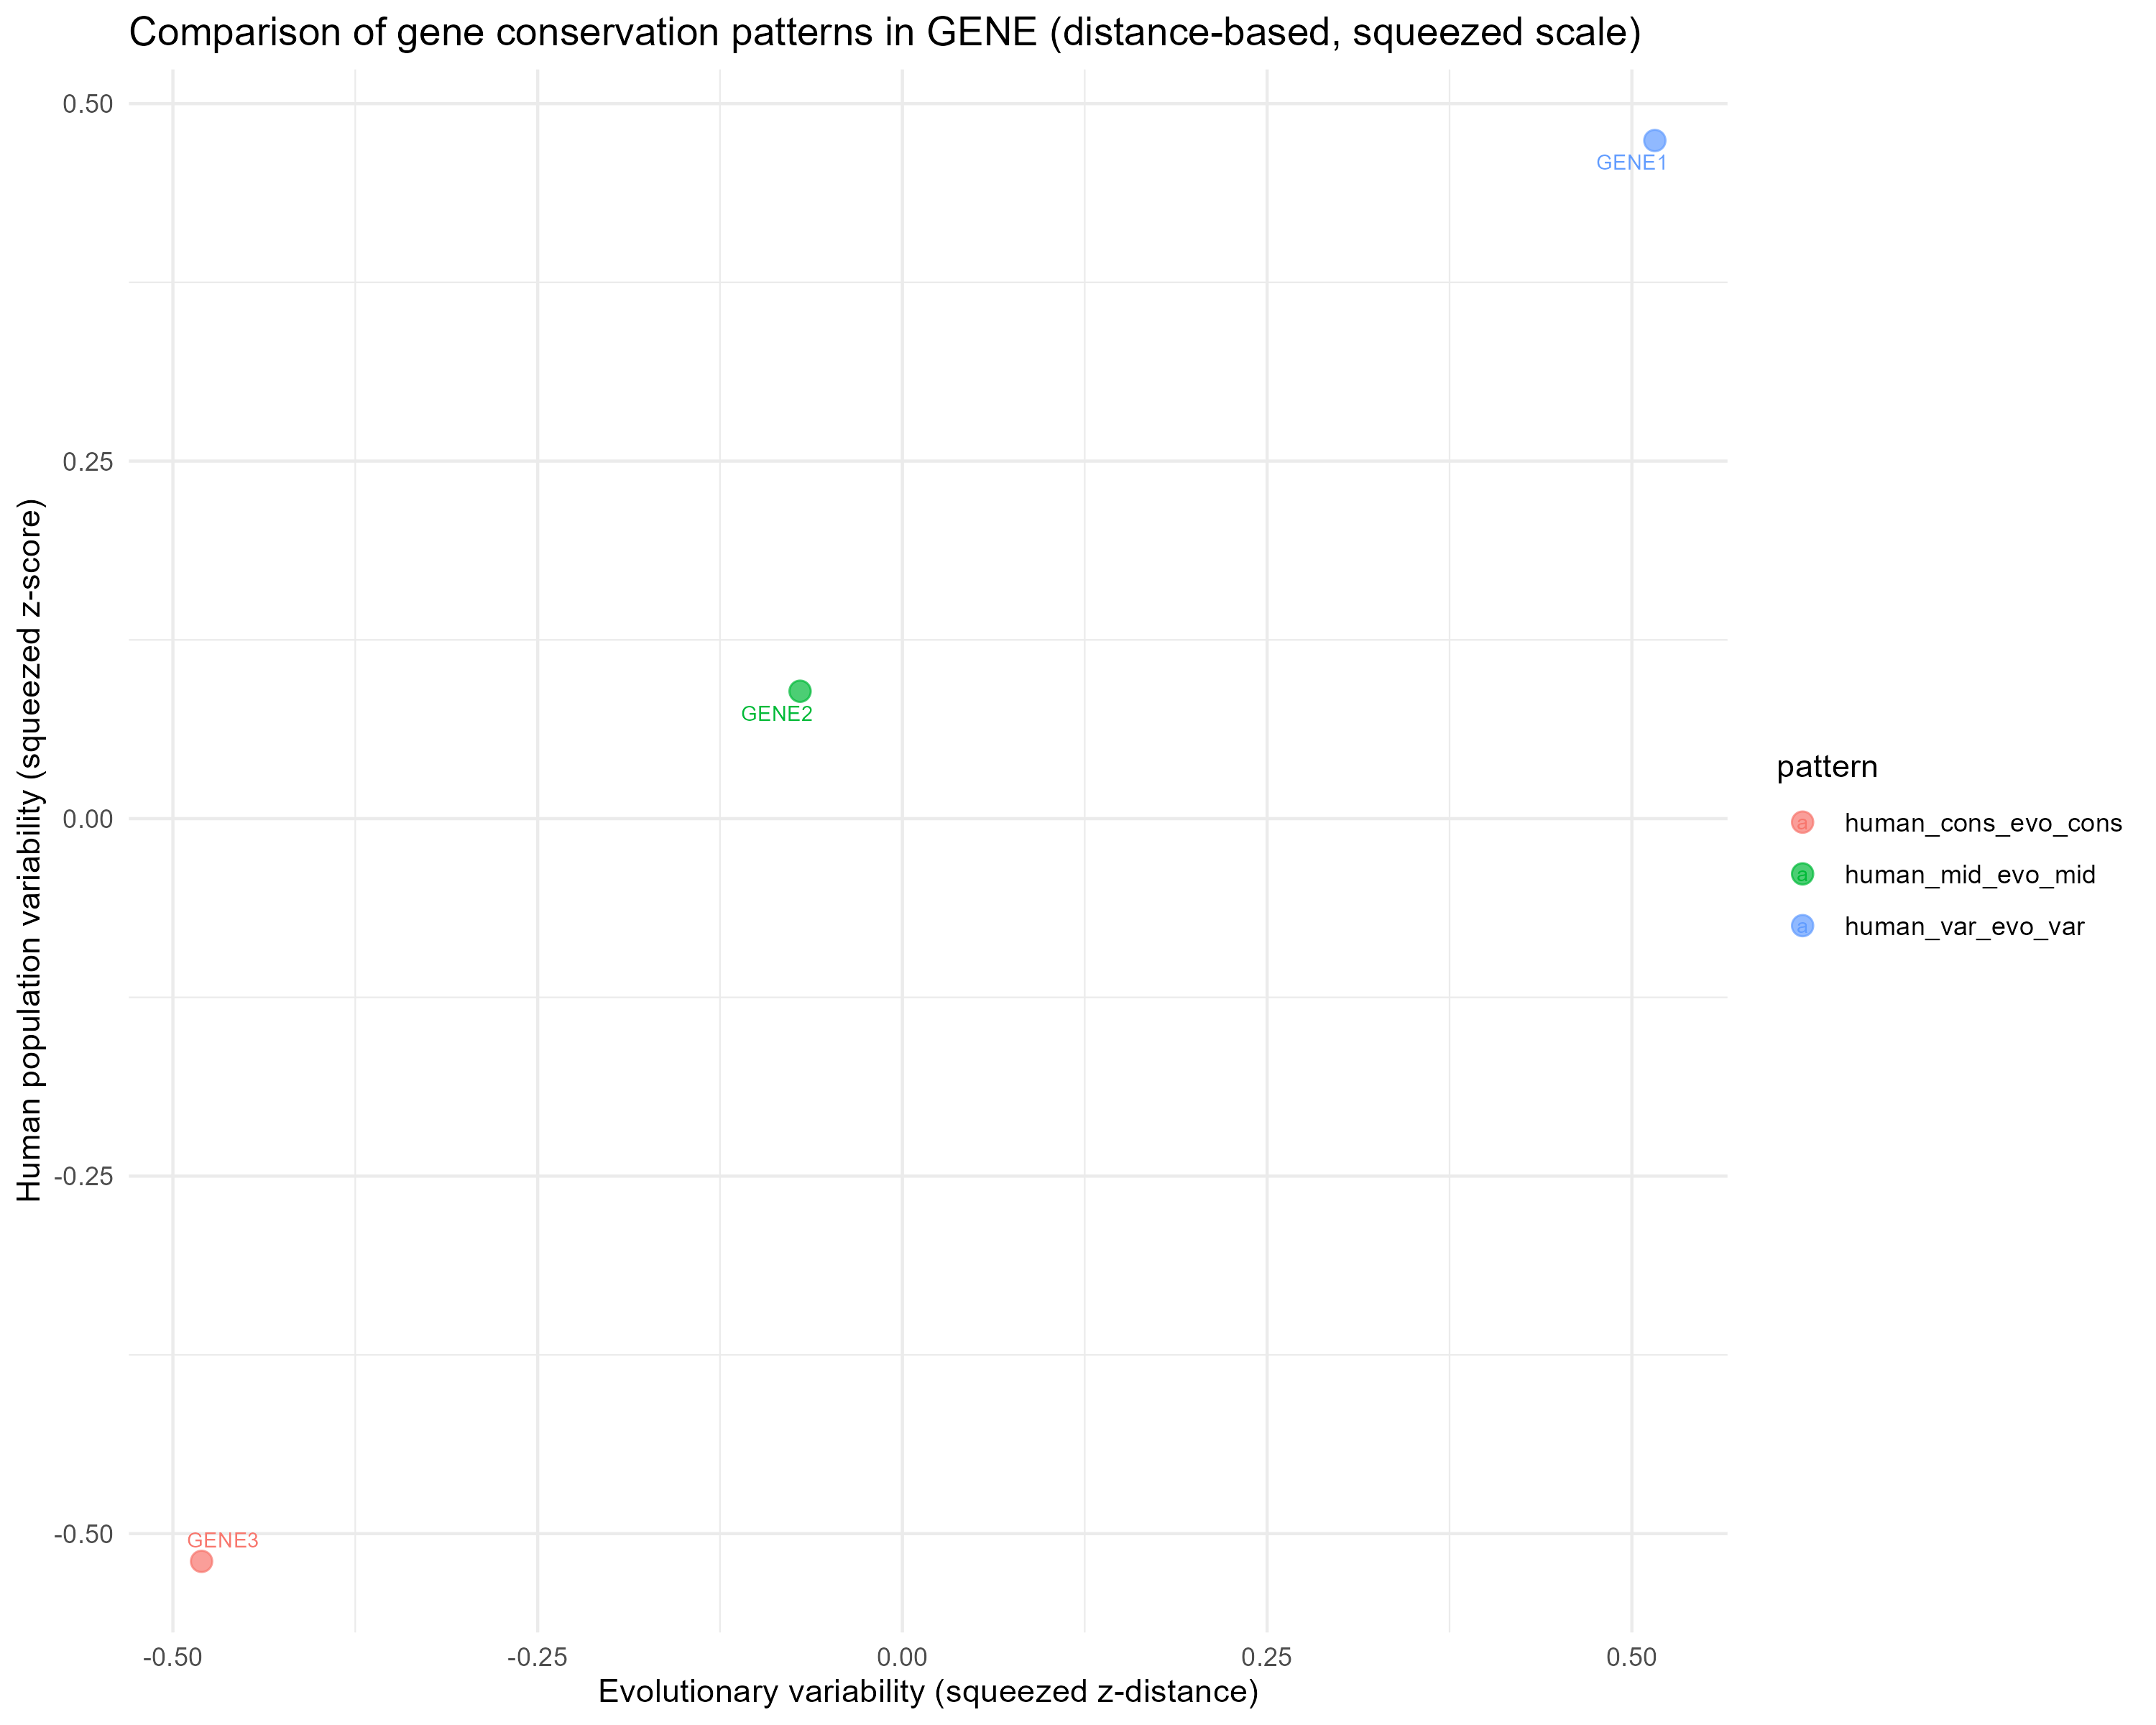 Comparison of gene conservation patterns in GENE (distance-based, squeezed scale)
Human population variability (squeezed z-score)
0.50
0.25
0.00
-0.25
-0.50
GENE1
GENE2
GENE3
-0.50
-0.25
0.00
0.25
0.50
Evolutionary variability (squeezed z-distance)
pattern
a human_cons_evo_cons
a human_mid_evo_mid
a human_var_evo_var